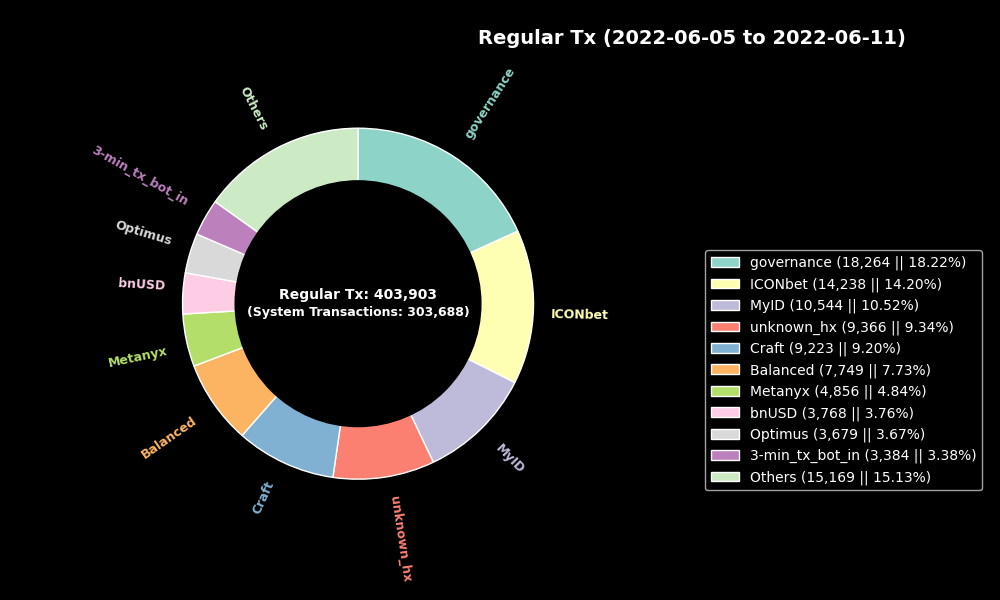 Regular Tx (2022-06-05 to 2022-06-11)
governance
Others
3-min_tx_bot_in
Optimus
bnUSD
ICONbet
Metanyx
Balanced
MyID
Craft
unknown_hx
Regular Tx: 403,903
(System Transactions: 303,688)
governance (18,264 || 18.22%)
ICONbet (14,238 || 14.20%)
MyID (10,544 || 10.52%)
unknown_hx (9,366 || 9.34%)
Craft (9,223 || 9.20%)
Balanced (7,749 || 7.73%)
Metanyx (4,856 || 4.84%)
bnUSD (3,768 || 3.76%)
Optimus (3,679 || 3.67%)
3-min_tx_bot_in (3,384 || 3.38%)
Others (15,169 || 15.13%)